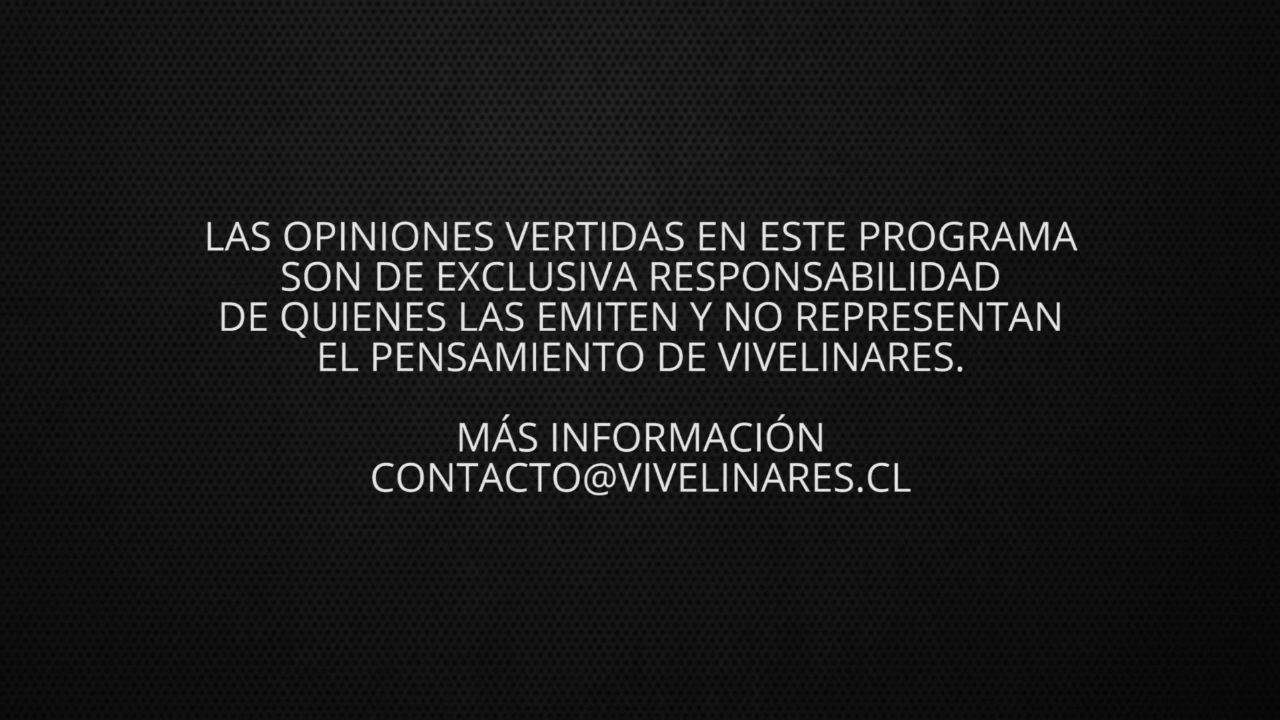 LAS OPINIONES VERTIDAS EN ESTE PROGRAMA
SON DE EXCLUSIVA RESPONSABILIDAD
DE QUIENES LAS EMITEN Y NO REPRESENTAN
EL PENSAMIENTO DE VIVELINARES.
MÁS INFORMACIÓN
CONTACTO@VIVELINARES.CL